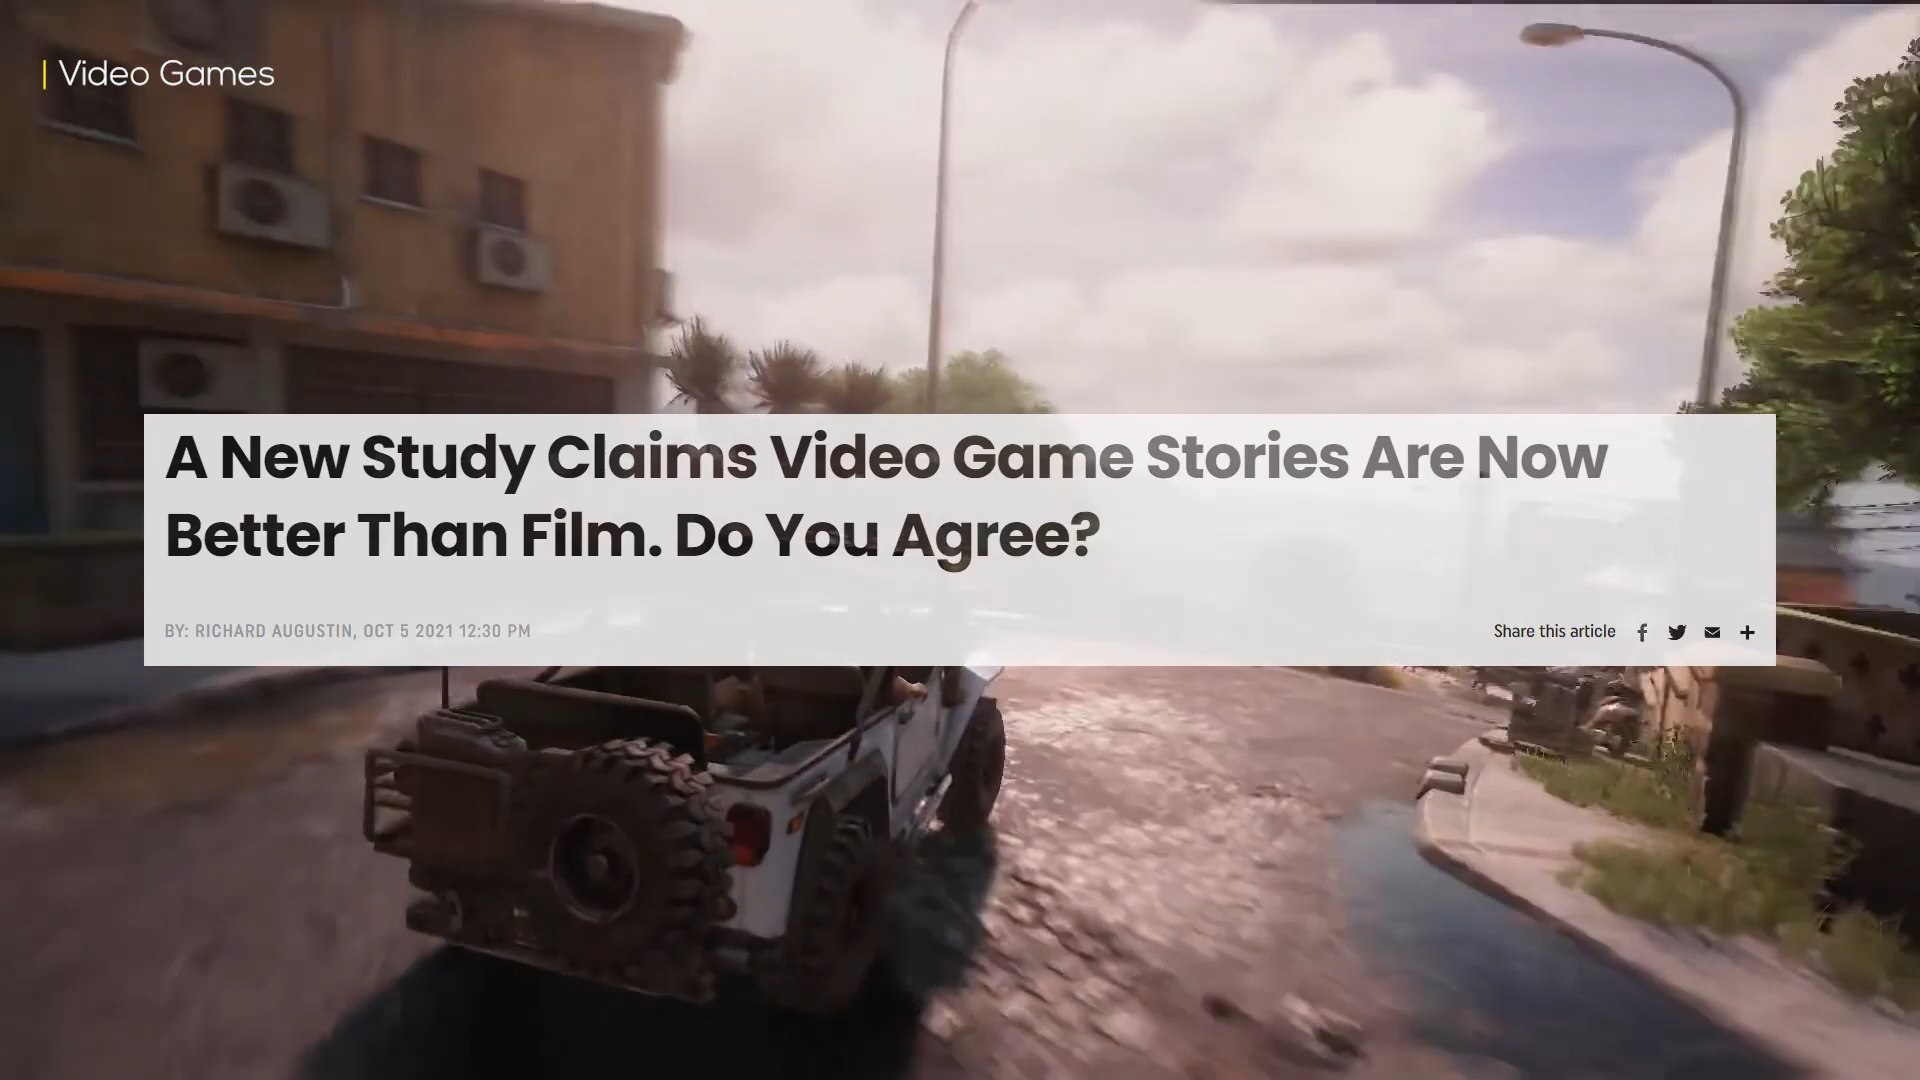 Video Games
A New Study Claims Video Game Stories Are Now
Better Than Film. Do You Agree?
BY: RICHARD AUGUSTIN, OCT 5 2021 12:30 PM
Share this article